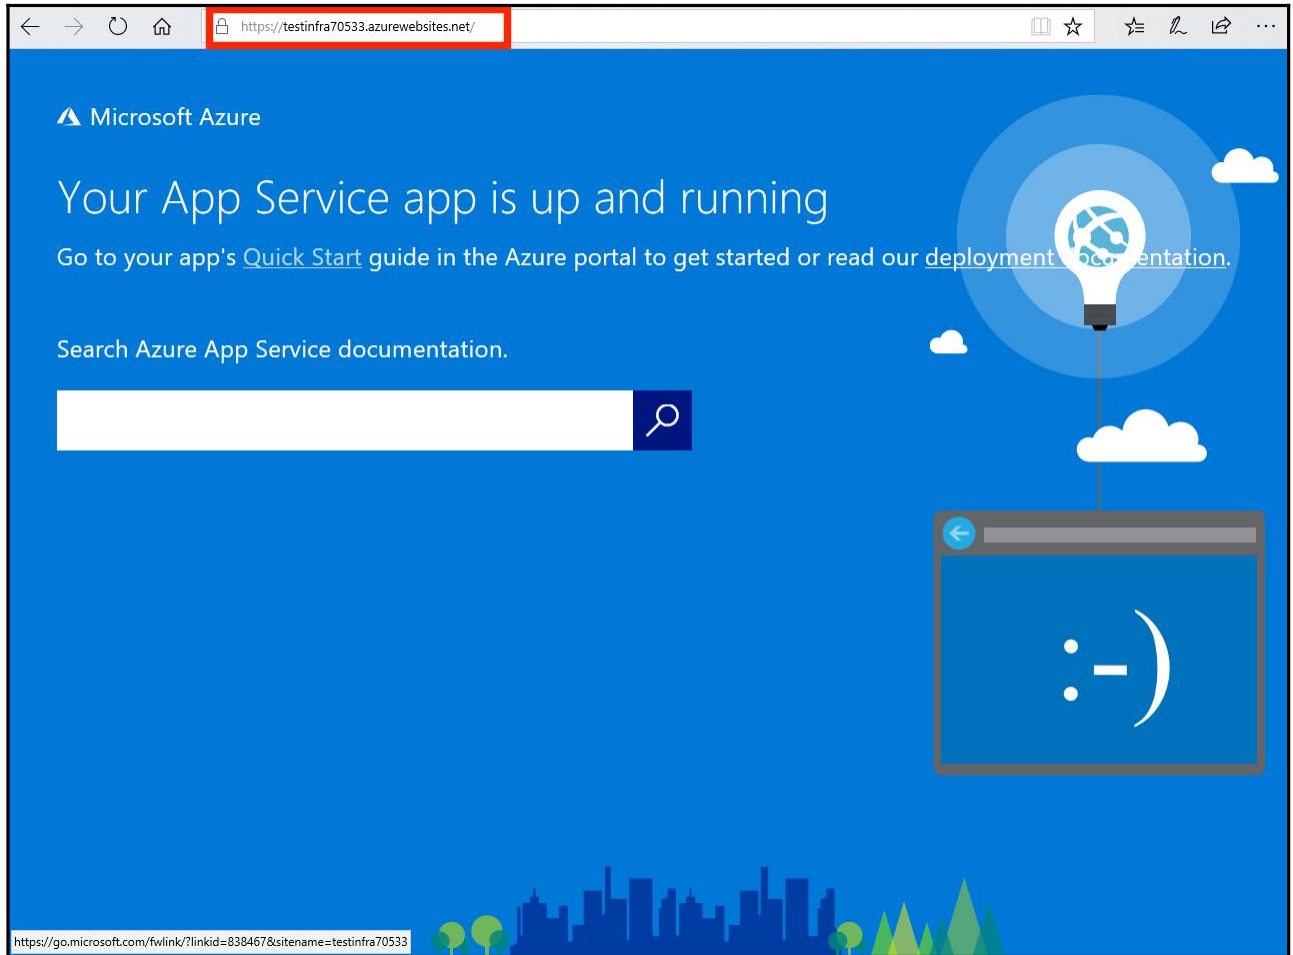 https://testinfra70533.azurewebsites.net/
Microsoft Azure
Your App Service app is up and running
Go to your app's Quick Start guide in the Azure portal to get started or read our deployment documentation.
Search Azure App Service documentation.
:-)
https://go.microsoft.com/fwlink/?linkid=838467&sitename=testinfra70533